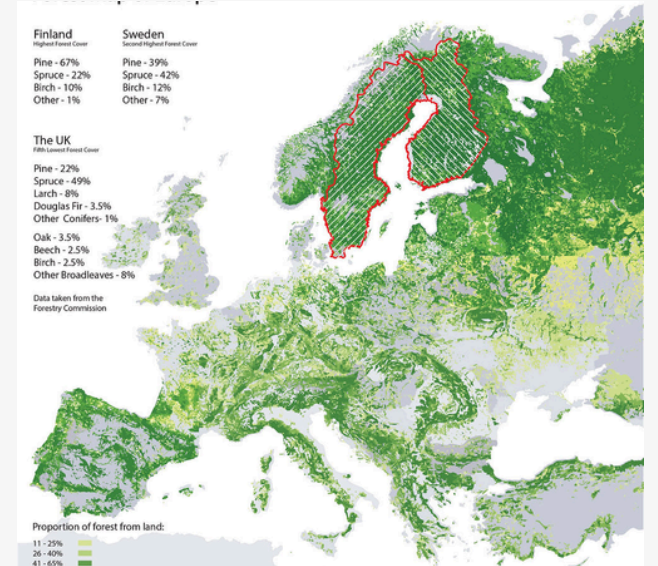 Finland
Highest Forest Cover
Pine - 67%
Spruce - 22%
Birch - 10%
Other - 1%
Sweden
Second Highest Forest Cover
Pine - 39%
Spruce - 42%
Birch - 12%
Other - 7%
The UK
Fifth Lowest Forest Cover
Pine - 22%
Spruce - 49%
Larch - 8%
Douglas Fir - 3.5%
Other Conifers- 1%
Oak - 3.5%
Beech - 2.5%
Birch - 2.5%
Other Broadleaves - 8%
Data taken from the
Forestry Commission
Proportion of forest from land:
11 - 25%
26 - 40%
41 - 65%